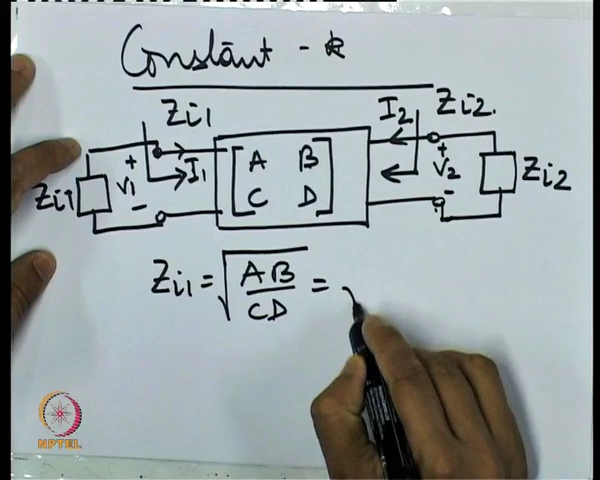 Constant - k
Zi1 I2 Zi2.
+ I1 A B + 
Zi1 V1 V2 Zi2
- C D -
Zi1 = √AB/CD =
NPTEL